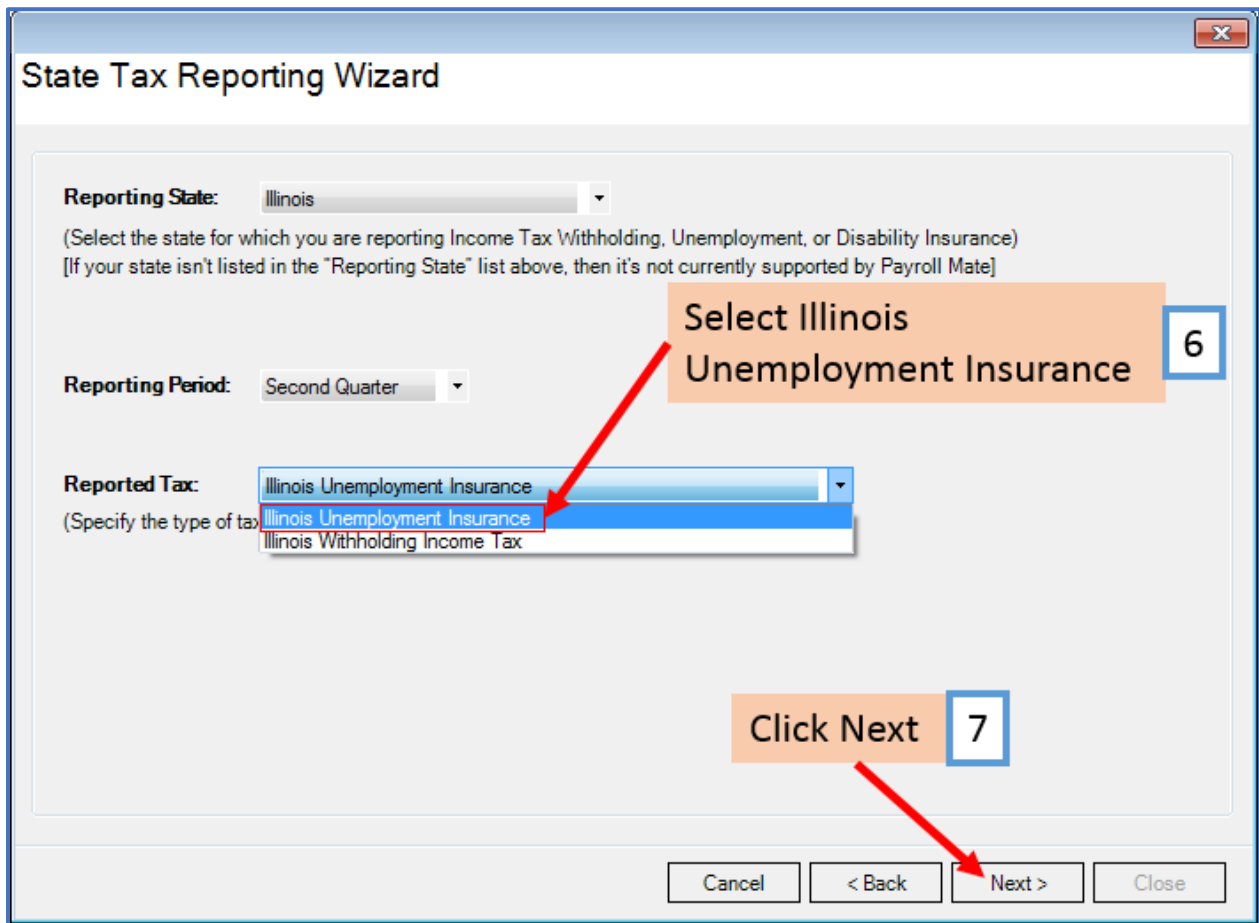 State Tax Reporting Wizard
Reporting State: Illinois
(Select the state for which you are reporting Income Tax Withholding, Unemployment, or Disability Insurance)
[If your state isn't listed in the "Reporting State" list above, then it's not currently supported by Payroll Mate]
Select Illinois
Unemployment Insurance
6
Reporting Period: Second Quarter
Reported Tax: Illinois Unemployment Insurance
(Specify the type of tax
Illinois Unemployment Insurance
Illinois Withholding Income Tax
Click Next 7
Cancel < Back Next > Close